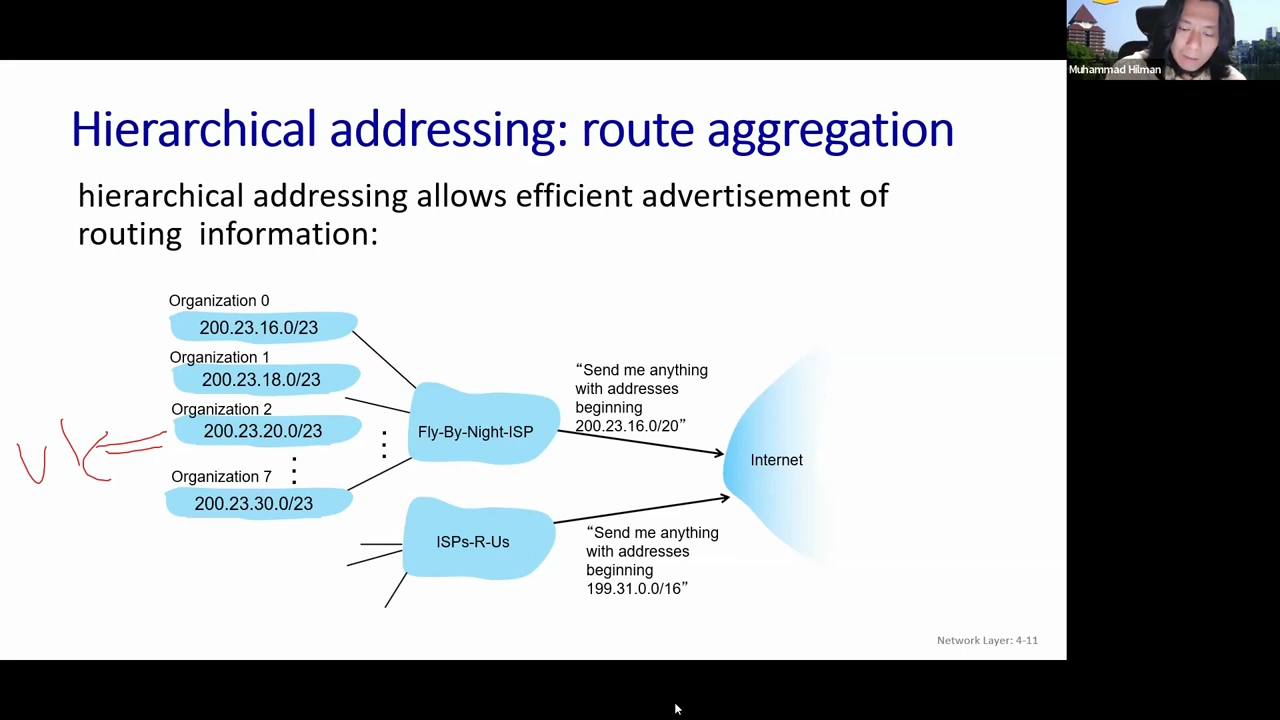 Muhammad Hilman
Hierarchical addressing: route aggregation
hierarchical addressing allows efficient advertisement of
routing information:
Organization 0
200.23.16.0/23
Organization 1
200.23.18.0/23
Organization 2
200.23.20.0/23
Organization 7
200.23.30.0/23
Fly-By-Night-ISP
“Send me anything
with addresses
beginning
200.23.16.0/20”
Internet
ISPs-R-Us
“Send me anything
with addresses
beginning
199.31.0.0/16”
Network Layer: 4-11